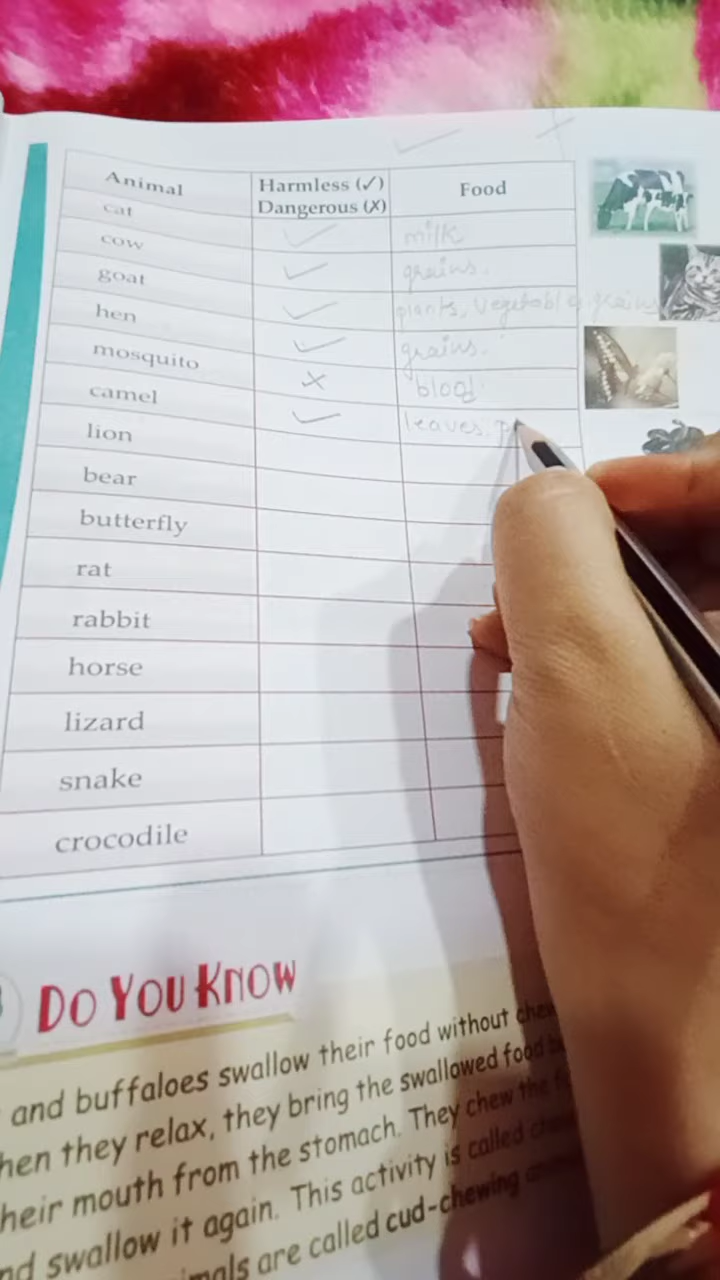 Animal Harmless (✓) Dangerous (X) Food
cat ✓ milk
cow ✓ grains.
goat ✓ plants, vegetable grains
hen ✓ grains.
mosquito X blood
camel ✓ leaves, p
lion
bear
butterfly
rat
rabbit
horse
lizard
snake
crocodile
DO YOU KNOW
and buffaloes swallow their food without
hen they relax, they bring the swallowed food
heir mouth from the stomach. They chew the
nd swallow it again. This activity is called
mals are called cud-chewing